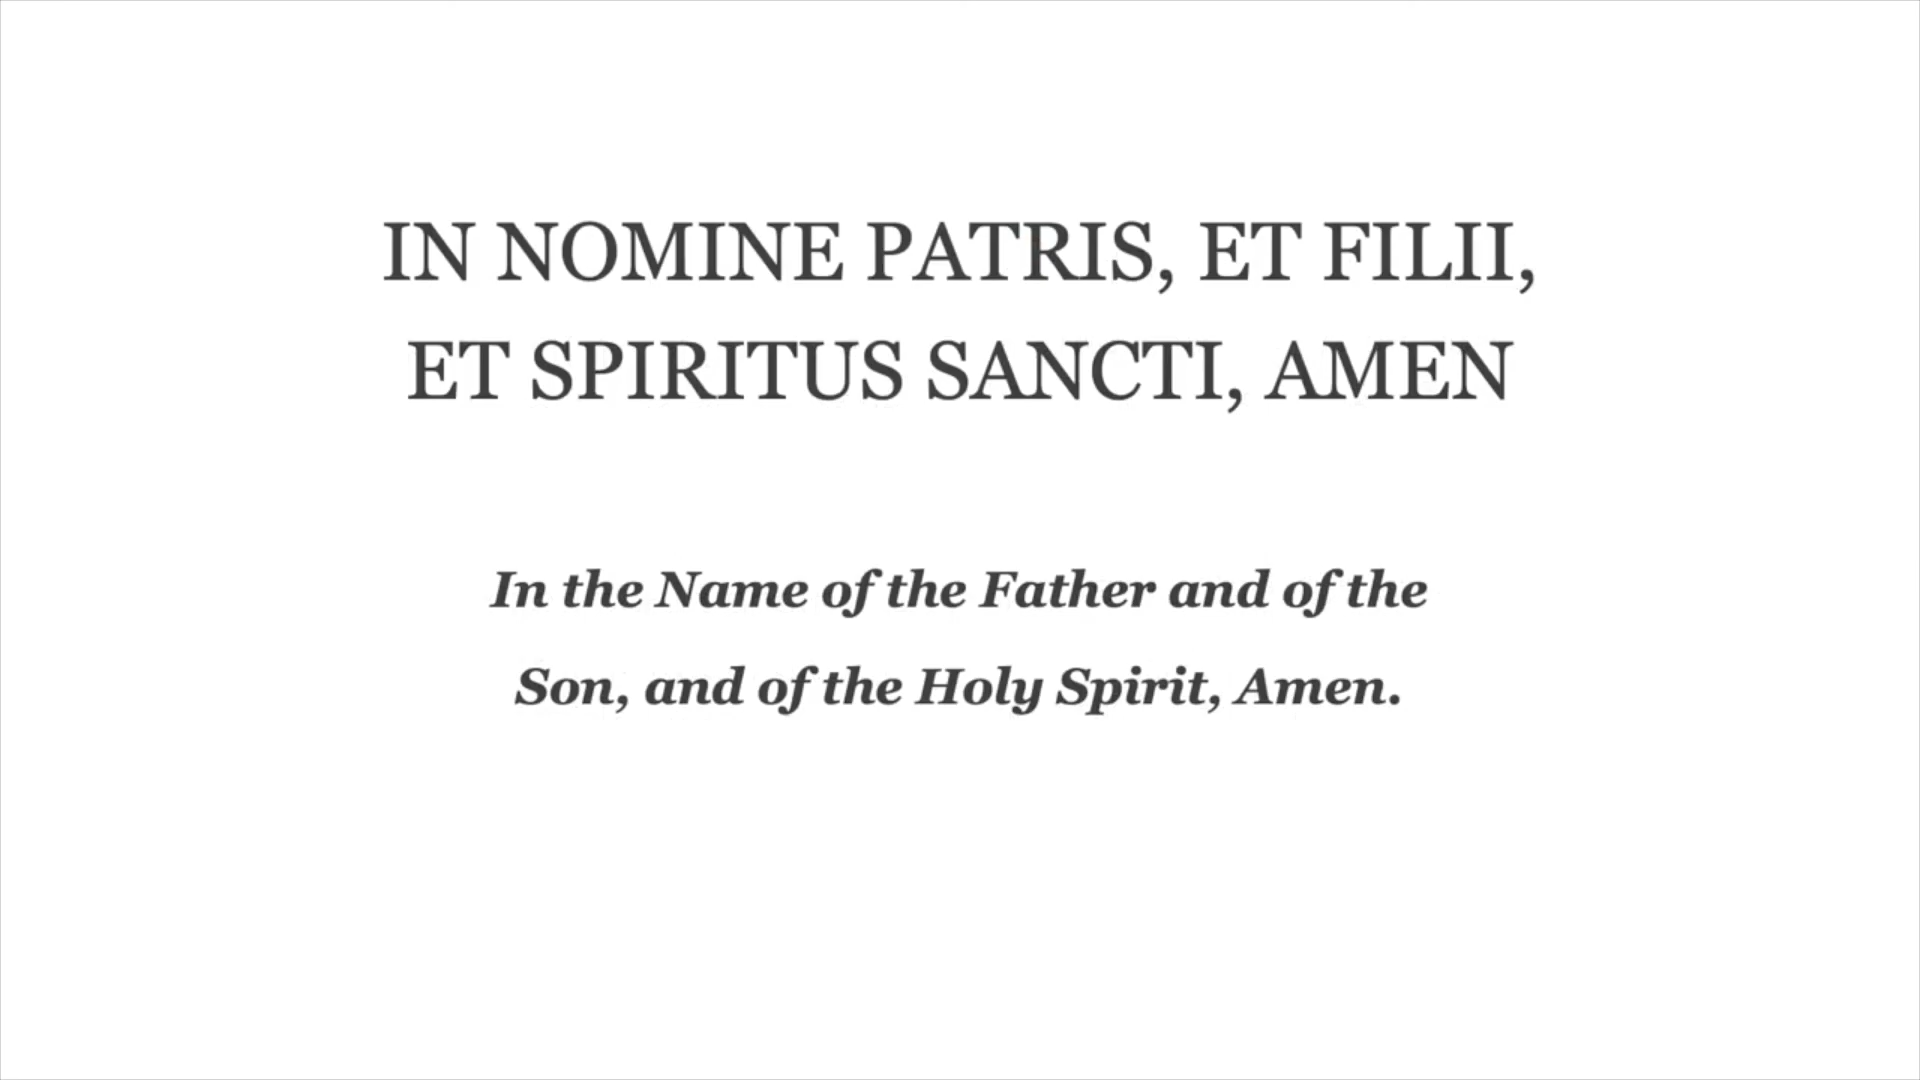 IN NOMINE PATRIS, ET FILII,
ET SPIRITUS SANCTI, AMEN
In the Name of the Father and of the
Son, and of the Holy Spirit, Amen.